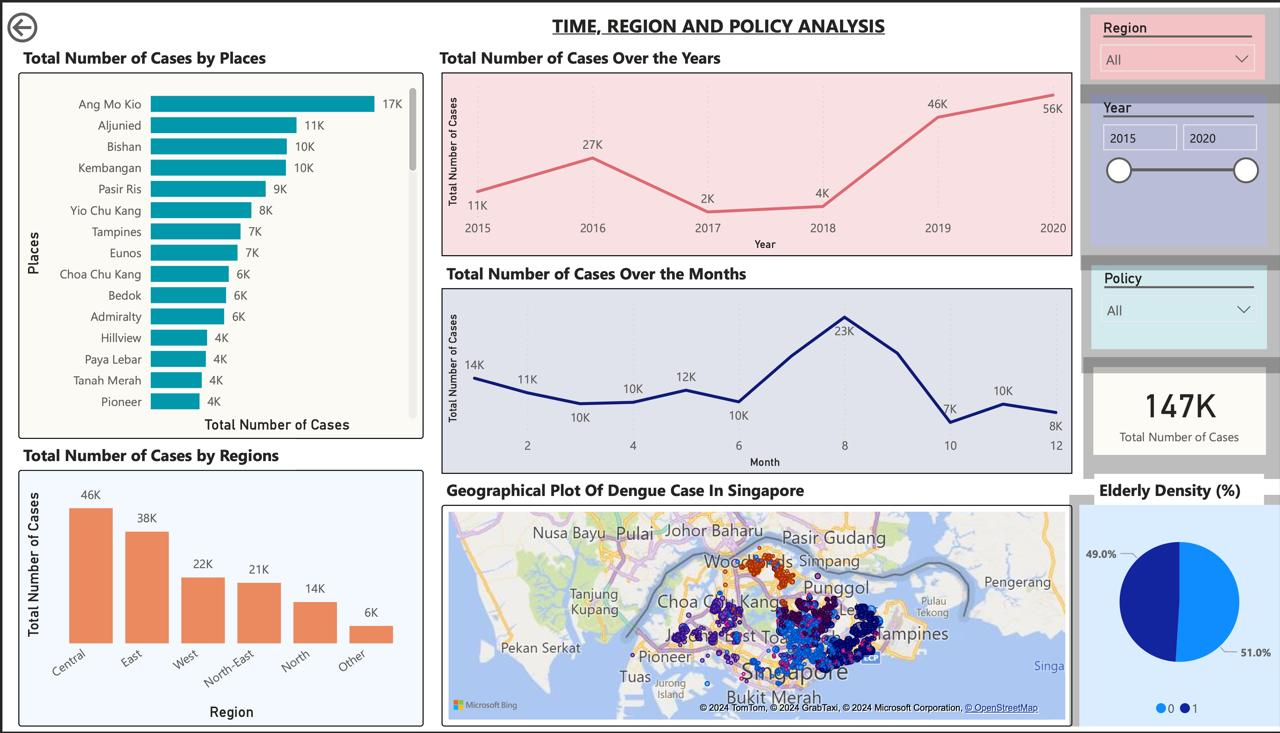 TIME, REGION AND POLICY ANALYSIS
Total Number of Cases by Places
Places
Ang Mo Kio 17K
Aljunied 11K
Bishan 10K
Kembangan 10K
Pasir Ris 9K
Yio Chu Kang 8K
Tampines 7K
Eunos 7K
Choa Chu Kang 6K
Bedok 6K
Admiralty 6K
Hillview 4K
Paya Lebar 4K
Tanah Merah 4K
Pioneer 4K
Total Number of Cases
Total Number of Cases by Regions
Total Number of Cases
46K
38K
22K
21K
14K
6K
Central
East
West
North-East
North
Other
Region
Total Number of Cases Over the Years
Total Number of Cases
11K
27K
2K
4K
46K
56K
2015 2016 2017 2018 2019 2020
Year
Total Number of Cases Over the Months
Total Number of Cases
14K
11K
10K
10K
12K
10K
23K
7K
10K
8K
2 4 6 8 10 12
Month
Geographical Plot Of Dengue Case In Singapore
Nusa Bayu
Pulai
Johor Baharu
Pasir Gudang
Simpang
Pengerang
Tanjung
Kupang
Choa Chu Kang
Punggol
Pulau
Tekong
Tampines
Pekan Serkat
Pioneer
Tuas
Jurong
Island
Singapore
Bukit Merah
ECP
Singa
Microsoft Bing
© 2024 TomTom, © 2024 GrabTaxi, © 2024 Microsoft Corporation, © OpenStreetMap
Region
All
Year
2015 2020
Policy
All
147K
Total Number of Cases
Elderly Density (%)
49.0%
51.0%
0 1